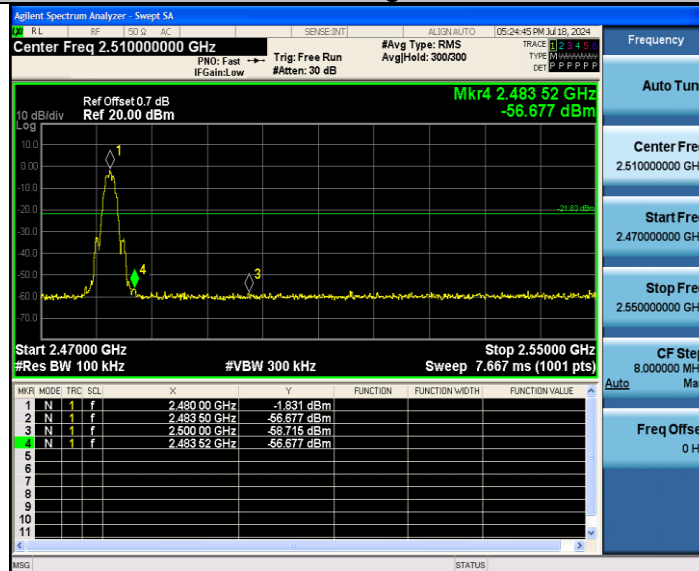 Agilent Spectrum Analyzer - Swept SA
RL RF 50 Ω AC SENSE:INT ALIGN AUTO 05:24:45 PM Jul 18, 2024
Center Freq 2.510000000 GHz
PNO: Fast Trig: Free Run
IFGain:Low #Atten: 30 dB
#Avg Type: RMS
Avg|Hold: 300/300
TRACE 1 2 3 4 5 6
TYPE M
DET P P P P P P
Ref Offset 0.7 dB
10 dB/div Ref 20.00 dBm
Log
Mkr4 2.483 52 GHz
-56.677 dBm
10.0
0.00
-10.0
-20.0
-30.0
-40.0
-50.0
-60.0
-70.0
1
4
3
-21.83 dBm
Start 2.47000 GHz Stop 2.55000 GHz
#Res BW 100 kHz #VBW 300 kHz Sweep 7.667 ms (1001 pts)
MKR MODE TRC SCL X Y FUNCTION FUNCTION WIDTH FUNCTION VALUE
1 N 1 f 2.480 00 GHz -1.831 dBm
2 N 1 f 2.483 50 GHz -56.677 dBm
3 N 1 f 2.500 00 GHz -58.715 dBm
4 N 1 f 2.483 52 GHz -56.677 dBm
5
6
7
8
9
10
11
MSG STATUS
Frequency
Auto Tun
Center Fre
2.510000000 GH
Start Fre
2.470000000 GH
Stop Fre
2.550000000 GH
CF Step
8.000000 MH
Auto Ma
Freq Offse
0 H